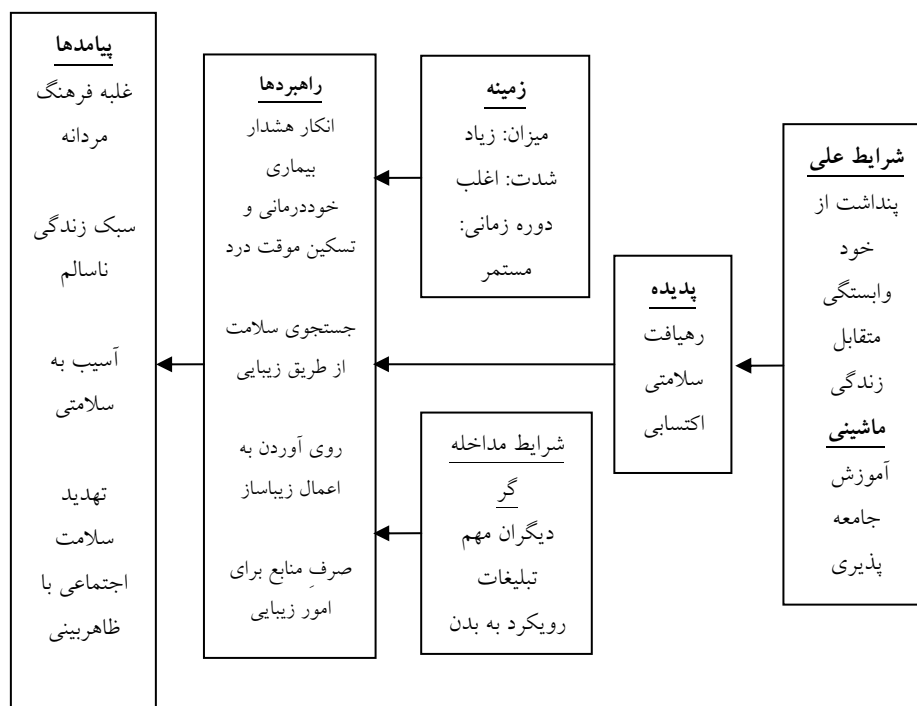 شرایط علی
پنداشت از
خود
وابستگی
متقابل
زندگی
ماشینی
آموزش
جامعه
پذیری
پدیده
رهیافت
سلامتی
اکتسابی
زمینه
میزان: زیاد
شدت: اغلب
دوره زمانی:
مستمر
شرایط مداخله
گر
دیگران مهم
تبلیغات
رویکرد به بدن
راهبردها
انکار هشدار
بیماری
خوددرمانی و
تسکین موقت درد
جستجوی سلامت
از طریق زیبایی
روی آوردن به
اعمال زیباساز
صرفِ منابع برای
امور زیبایی
پیامدها
غلبه فرهنگ
مردانه
سبک زندگی
ناسالم
آسیب به
سلامتی
تهدید
سلامت
اجتماعی با
ظاهربینی